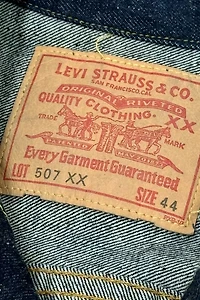 LEVI STRAUSS & CO.
SAN FRANCISCO, CAL.
ORIGINAL RIVETED
QUALITY CLOTHING.
XX
TRADE MARK
Every Garment Guaranteed
LOT 507 XX
SIZE 44